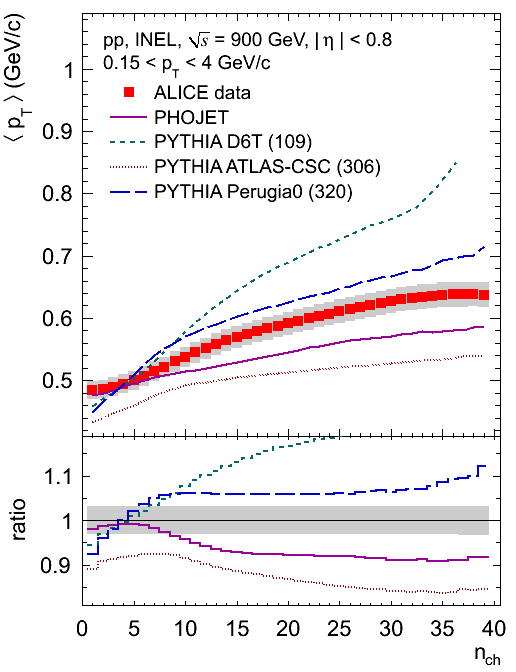 pp, INEL, √s = 900 GeV, | η | < 0.8
0.15 < p_T < 4 GeV/c
ALICE data
PHOJET
PYTHIA D6T (109)
PYTHIA ATLAS-CSC (306)
PYTHIA Perugia0 (320)
⟨ p_T ⟩ (GeV/c)
1
0.9
0.8
0.7
0.6
0.5
ratio
1.1
1
0.9
0 5 10 15 20 25 30 35 40
n_ch